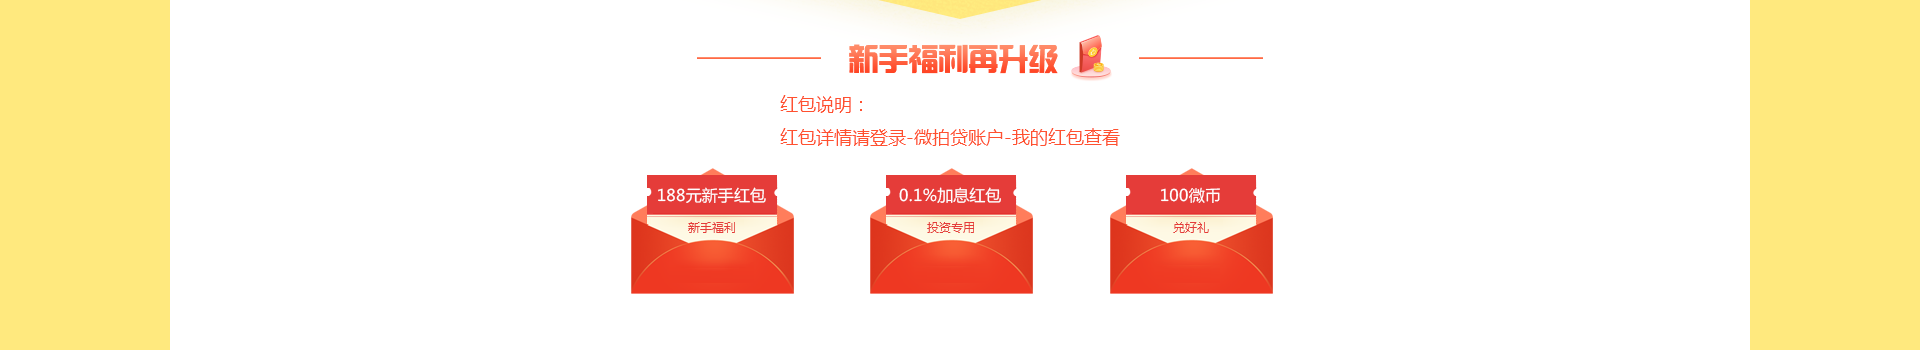 新手福利再升级
红包说明：
红包详情请登录-微拍贷账户-我的红包查看
188元新手红包
新手福利
0.1%加息红包
投资专用
100微币
兑好礼